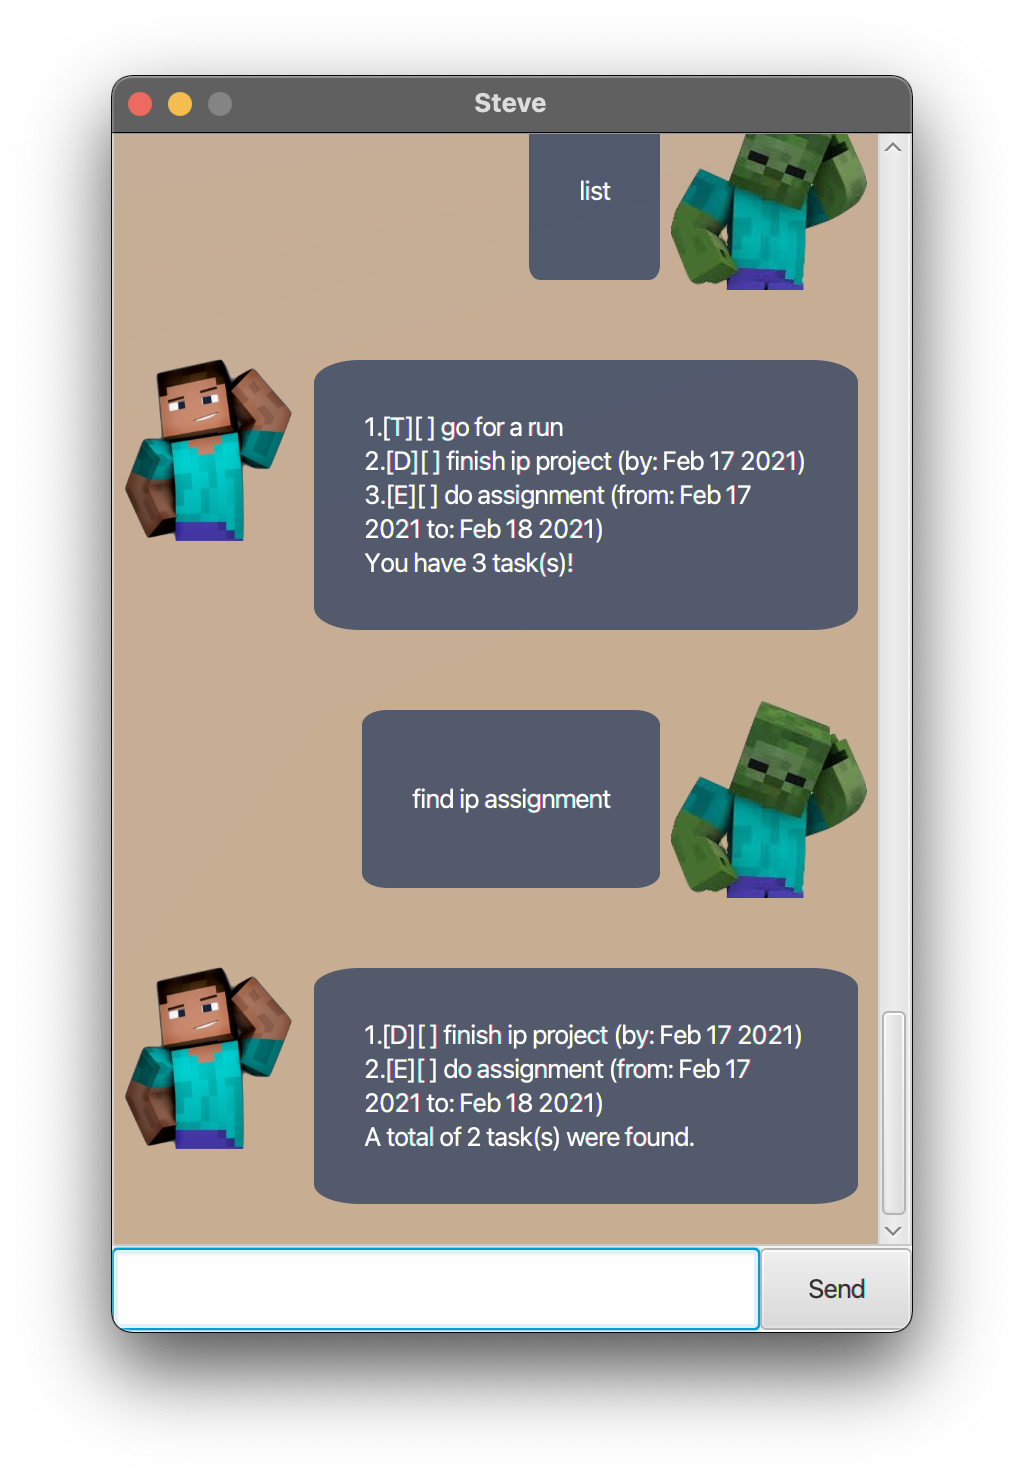 Steve
list
1.[T][ ] go for a run
2.[D][ ] finish ip project (by: Feb 17 2021)
3.[E][ ] do assignment (from: Feb 17
2021 to: Feb 18 2021)
You have 3 task(s)!
find ip assignment
1.[D][ ] finish ip project (by: Feb 17 2021)
2.[E][ ] do assignment (from: Feb 17
2021 to: Feb 18 2021)
A total of 2 task(s) were found.
Send